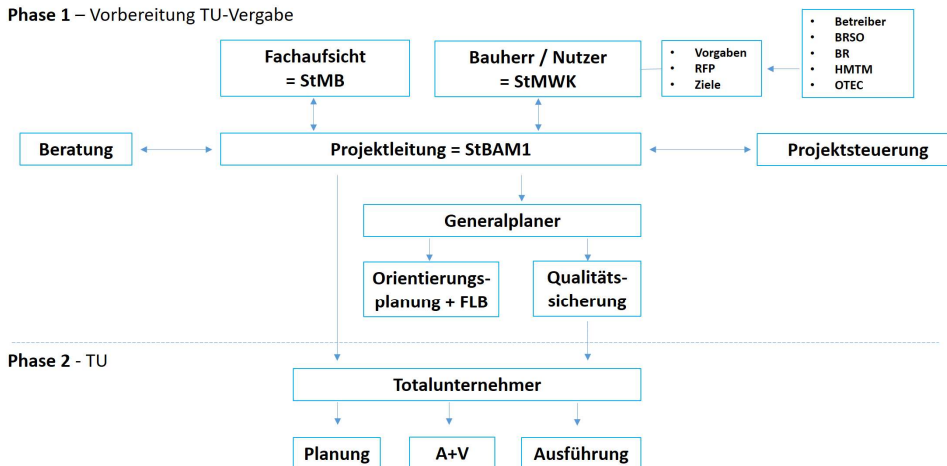 Phase 1 – Vorbereitung TU-Vergabe
Fachaufsicht
= StMB
Bauherr / Nutzer
= StMWK
• Vorgaben
• RFP
• Ziele
• Betreiber
• BRSO
• BR
• HMTM
• OTEC
Beratung
Projektleitung = StBAM1
Projektsteuerung
Generalplaner
Orientierungs-
planung + FLB
Qualitäts-
sicherung
Phase 2 - TU
Totalunternehmer
Planung
A+V
Ausführung